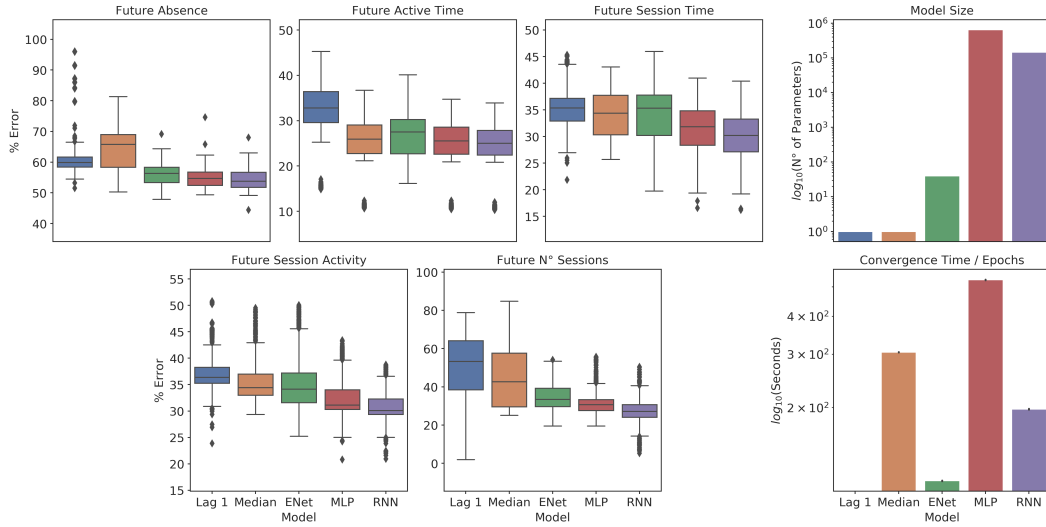 Future Absence
Future Active Time
Future Session Time
Model Size
% Error
100
90
80
70
60
50
40
50
40
30
20
10
50
45
40
35
30
25
20
15
log₁₀(N° of Parameters)
10⁶
10⁵
10⁴
10³
10²
10¹
10⁰
Future Session Activity
Future N° Sessions
Convergence Time / Epochs
% Error
55
50
45
40
35
30
25
20
15
100
80
60
40
20
0
log₁₀(Seconds)
4 × 10²
3 × 10²
2 × 10²
Lag 1 Median ENet MLP RNN
Model
Lag 1 Median ENet MLP RNN
Model
Lag 1 Median ENet MLP RNN
Model